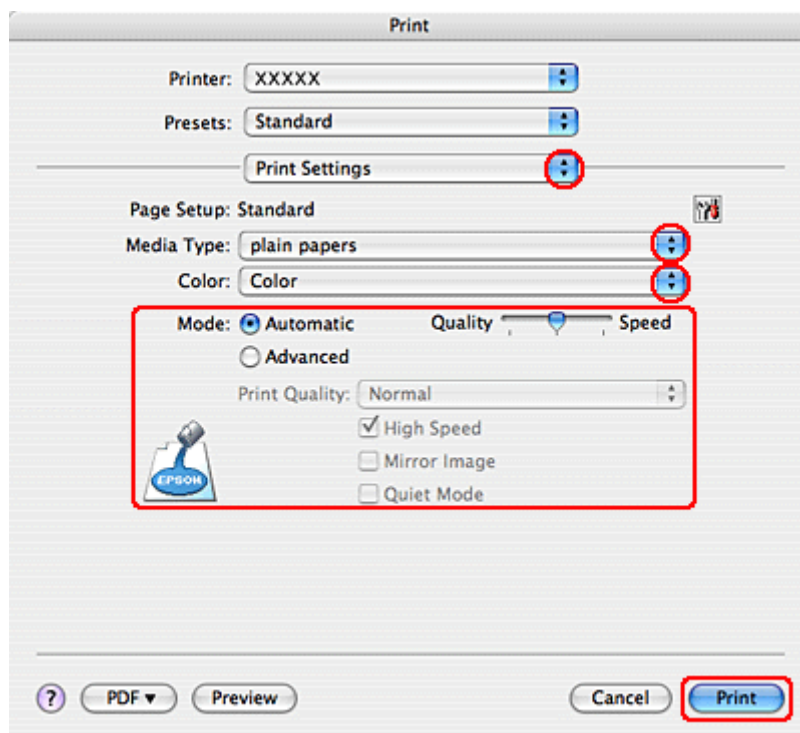 Print
Printer: XXXXX
Presets: Standard
Print Settings
Page Setup: Standard
Media Type: plain papers
Color: Color
Mode: Automatic Quality Speed
Advanced
Print Quality: Normal
High Speed
Mirror Image
Quiet Mode
EPSON
? PDF Preview Cancel Print